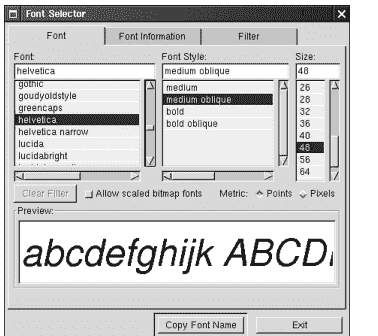 Font Selector
Font
Font Information
Filter
Font:
Font Style:
Size:
helvetica
medium oblique
48
gothic
goudyoldstyle
greencaps
helvetica
helvetica narrow
lucida
lucidabright
medium
medium oblique
bold
bold oblique
26
28
32
36
40
48
56
64
Clear Filter
Allow scaled bitmap fonts
Metric:
Points
Pixels
Preview:
abcdefghijk ABCD
Copy Font Name
Exit